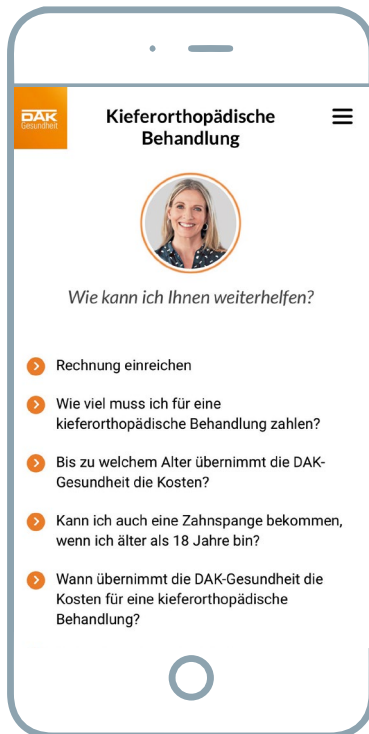 DAK
Gesundheit
Kieferorthopädische
Behandlung
Wie kann ich Ihnen weiterhelfen?
Rechnung einreichen
Wie viel muss ich für eine
kieferorthopädische Behandlung zahlen?
Bis zu welchem Alter übernimmt die DAK-
Gesundheit die Kosten?
Kann ich auch eine Zahnspange bekommen,
wenn ich älter als 18 Jahre bin?
Wann übernimmt die DAK-Gesundheit die
Kosten für eine kieferorthopädische
Behandlung?